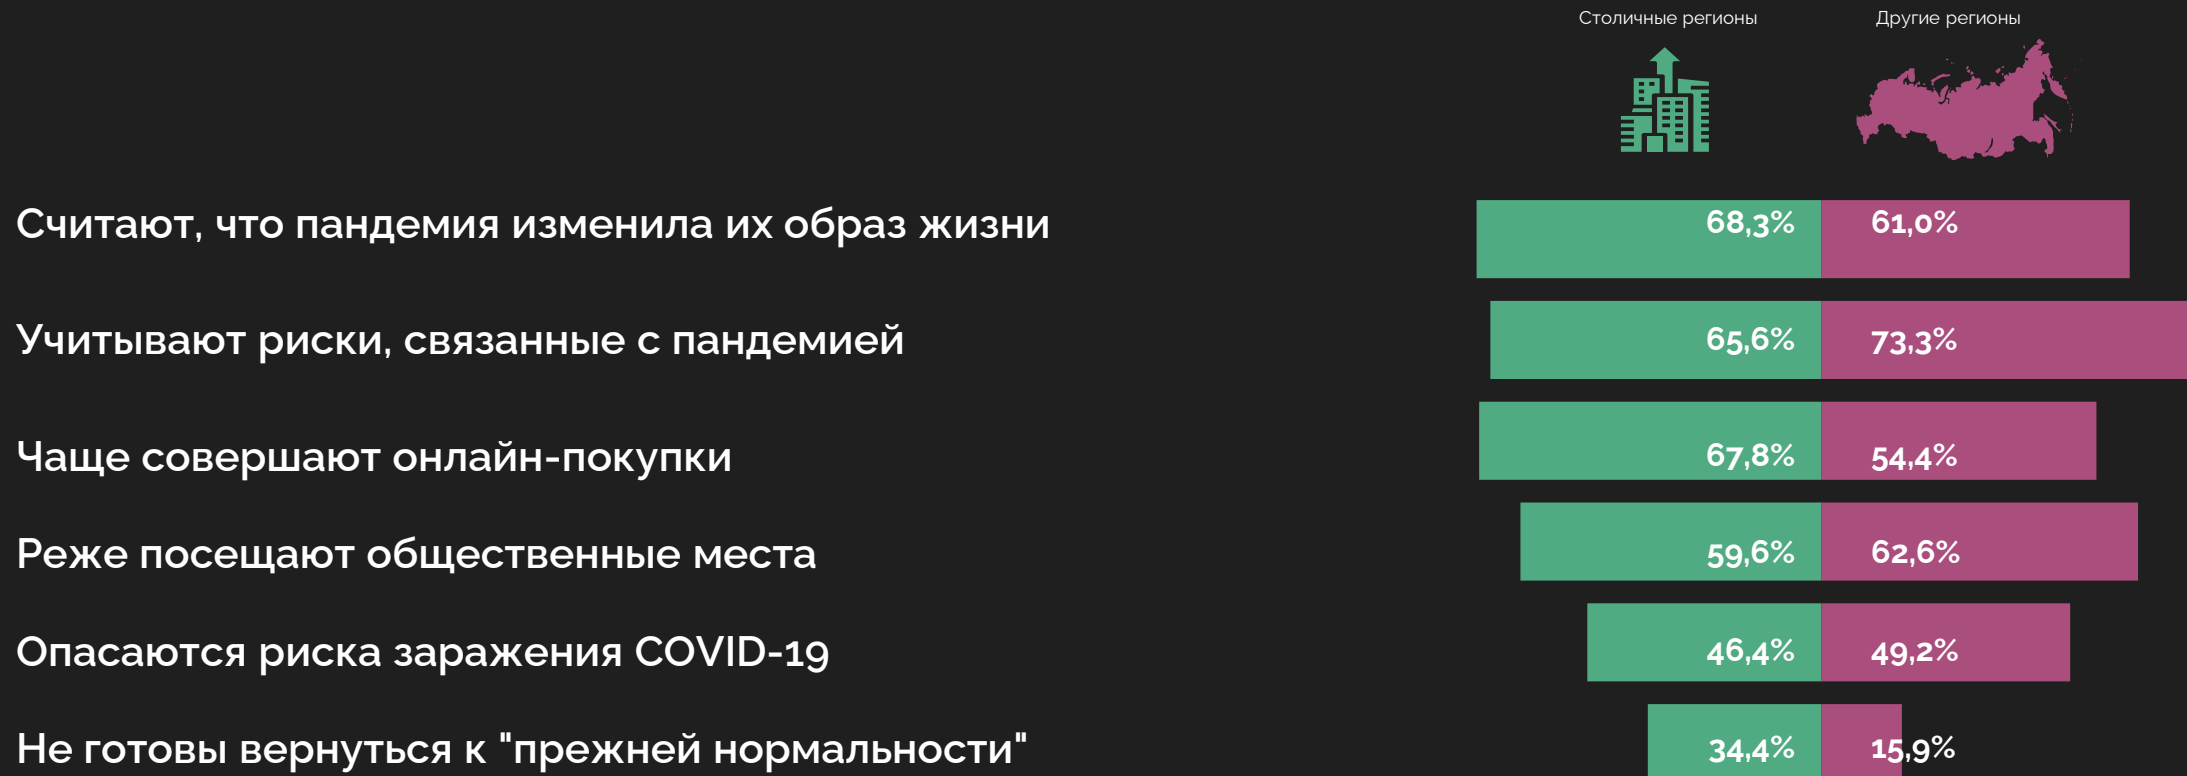 Столичные регионы Другие регионы
Считают, что пандемия изменила их образ жизни 68,3% 61,0%
Учитывают риски, связанные с пандемией 65,6% 73,3%
Чаще совершают онлайн-покупки 67,8% 54,4%
Реже посещают общественные места 59,6% 62,6%
Опасаются риска заражения COVID-19 46,4% 49,2%
Не готовы вернуться к "прежней нормальности" 34,4% 15,9%